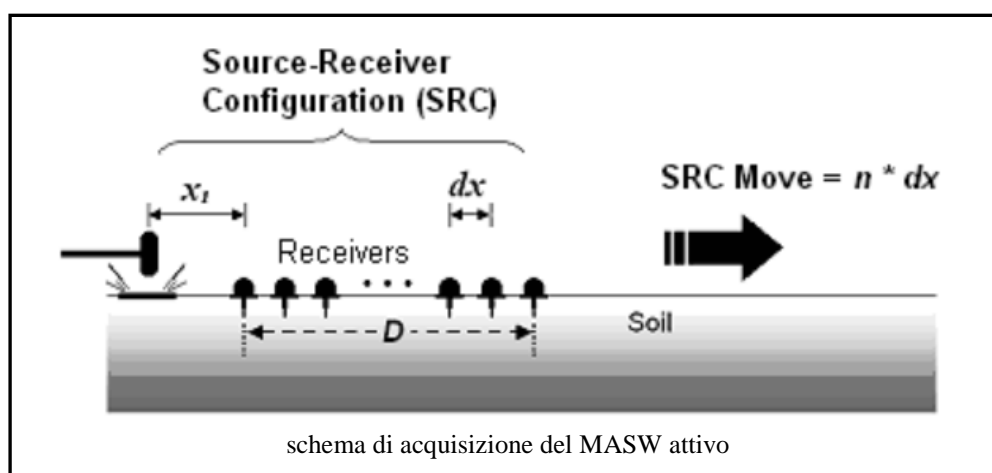 Source-Receiver
Configuration (SRC)
x₁
dx
SRC Move = n * dx
Receivers
D
Soil
schema di acquisizione del MASW attivo